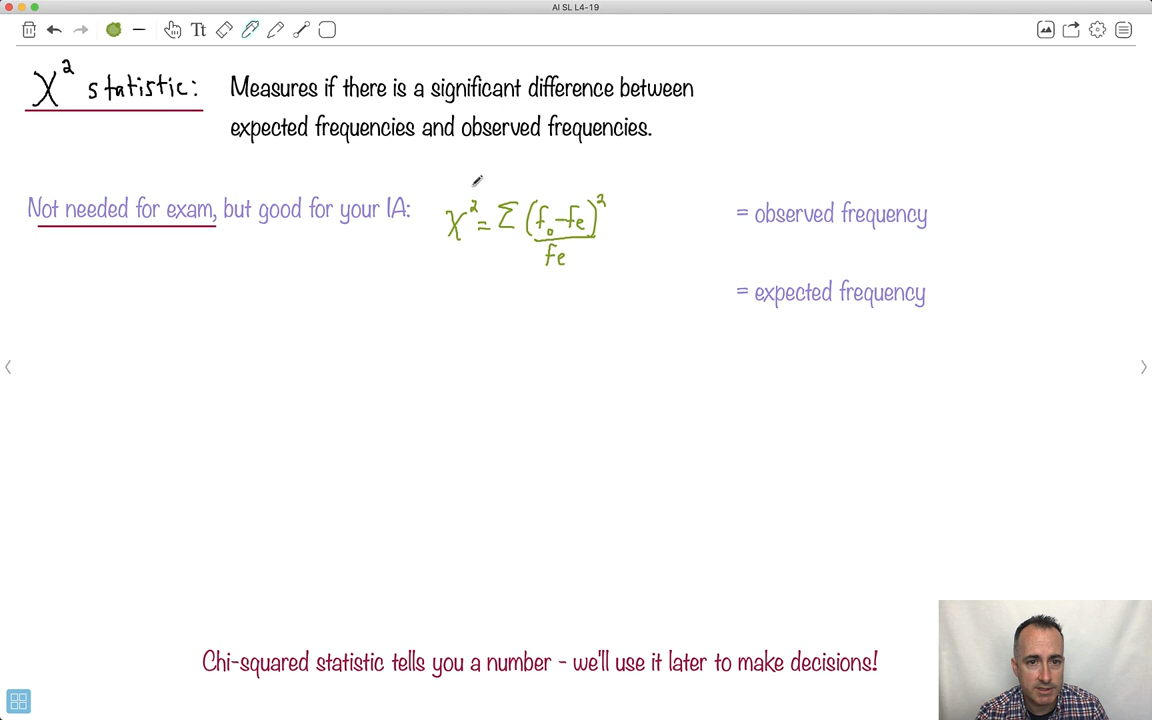 AI SL L4-19
Tt
χ² statistic: Measures if there is a significant difference between
expected frequencies and observed frequencies.
Not needed for exam, but good for your IA: χ² = Σ (fo − fe)² / fe
= observed frequency
= expected frequency
Chi-squared statistic tells you a number - we'll use it later to make decisions!